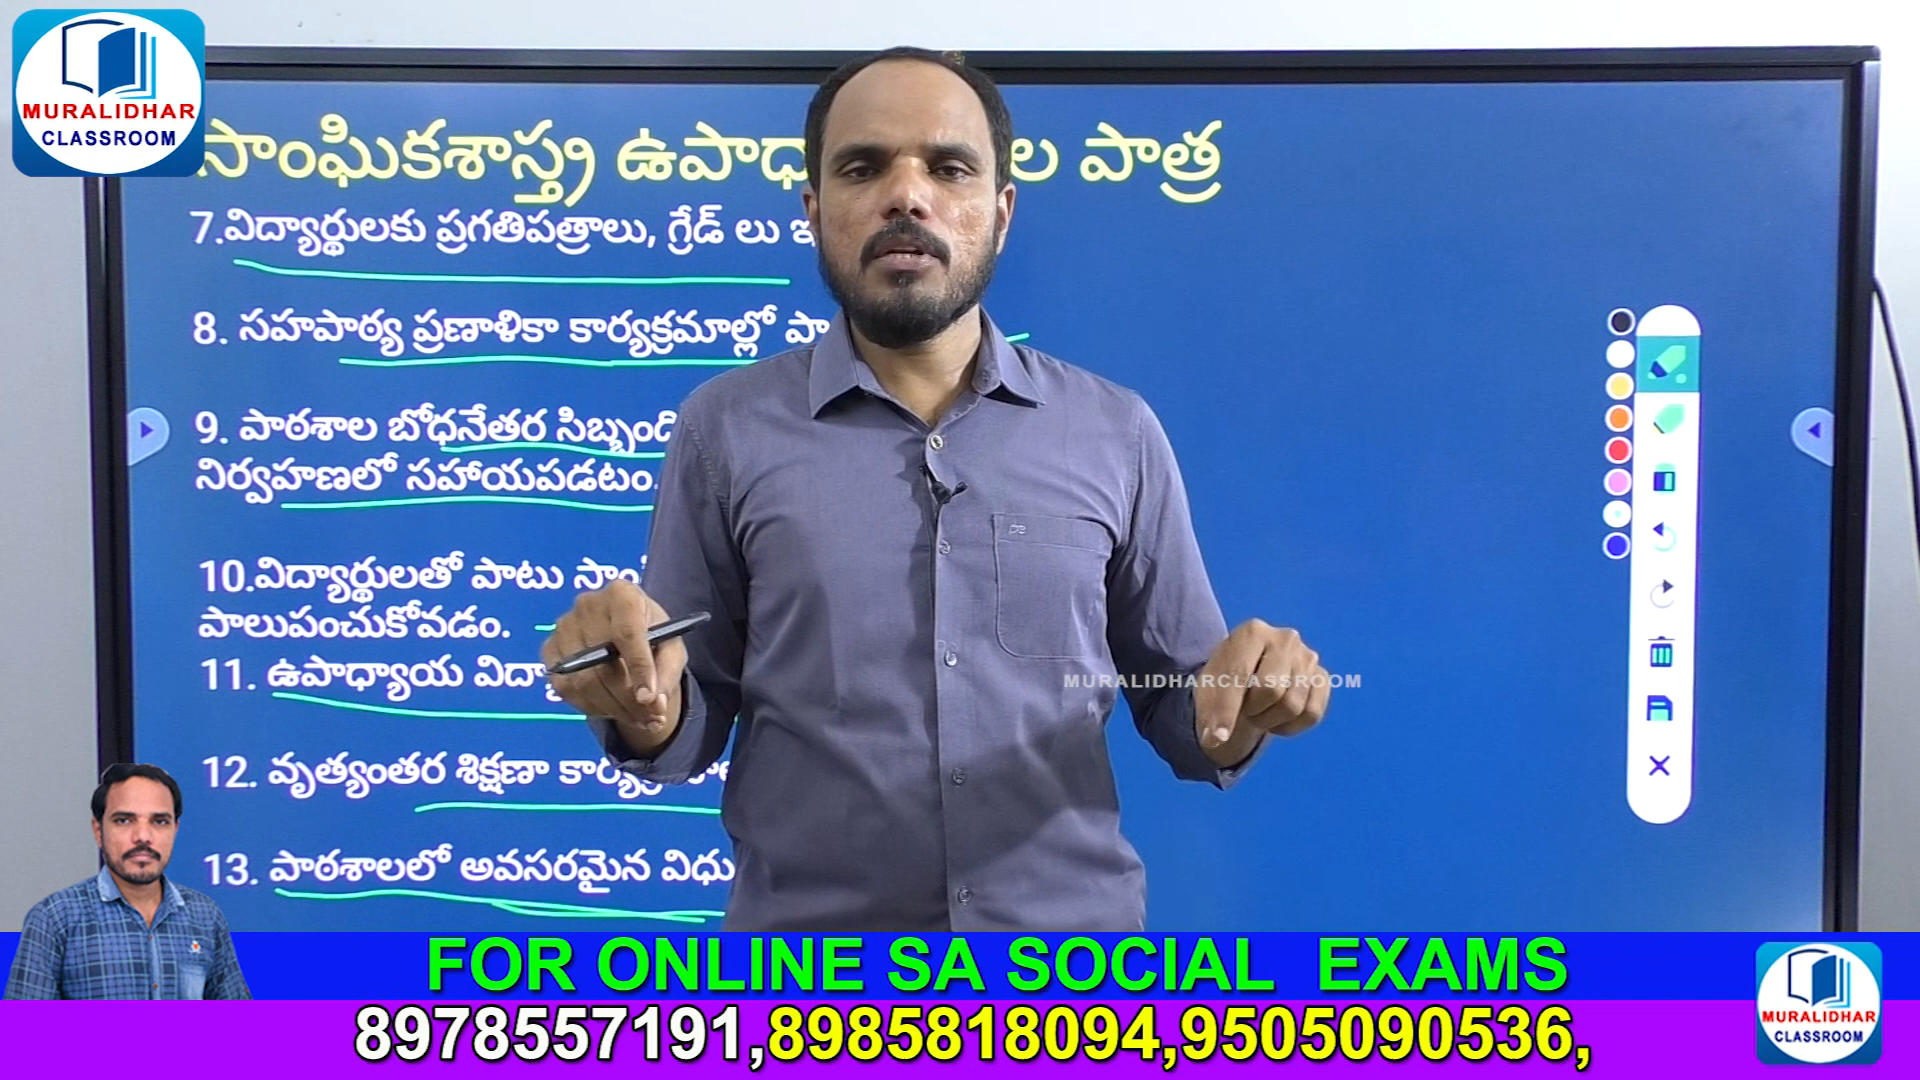 MURALIDHAR
CLASSROOM
సాంఘికశాస్త్ర ల పాత్ర
7.విద్యార్థులకు ప్రగతిపత్రాలు, గ్రేడ్ లు
8. సహపాఠ్య ప్రణాళికా కార్యక్రమాల్లో
9. పాఠశాల బోధనేతర సిబ్బంది
నిర్వహణలో సహాయపడటం.
10.విద్యార్థులతో పాటు
పాలుపంచుకోవడం.
11. ఉపాధ్యాయ
12. వృత్యంతర శిక్షణా
13. పాఠశాలలో అవసరమైన
MURALIDHARCLASSROOM
FOR ONLINE SA SOCIAL EXAMS
8978557191,8985818094,9505090536,
MURALIDHAR
CLASSROOM